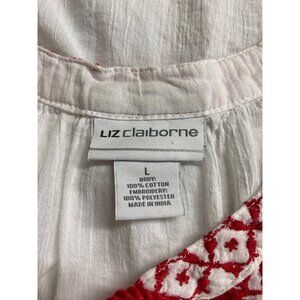 LIZ claiborne
L
BODY:
100% COTTON
EMBROIDERY:
100% POLYESTER
MADE IN INDIA